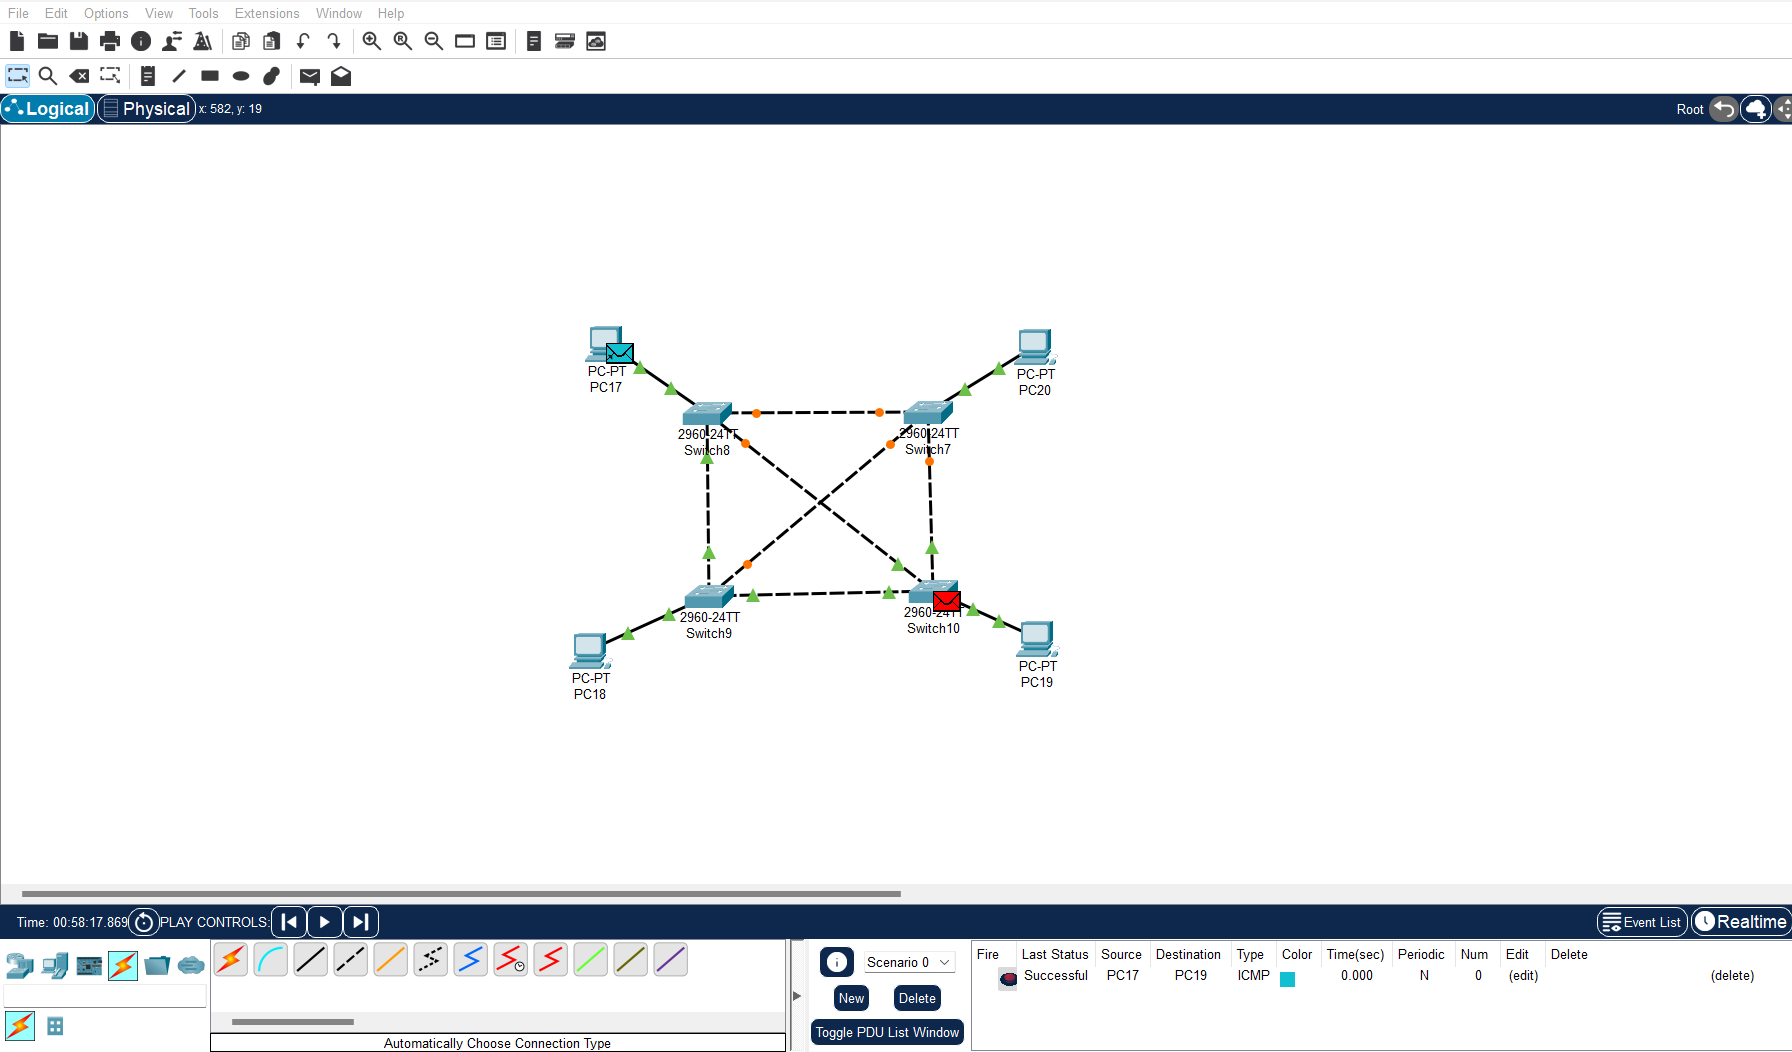 File Edit Options View Tools Extensions Window Help
Logical Physical x: 582, y: 19 Root
PC-PT
PC17
PC-PT
PC20
2960-24TT
Switch8
2960-24TT
Switch7
2960-24TT
Switch9
2960-24TT
Switch10
PC-PT
PC18
PC-PT
PC19
Time: 00:58:17.869 PLAY CONTROLS: Event List Realtime
Scenario 0
New Delete
Toggle PDU List Window
Fire Last Status Source Destination Type Color Time(sec) Periodic Num Edit Delete
Successful PC17 PC19 ICMP 0.000 N 0 (edit) (delete)
Automatically Choose Connection Type